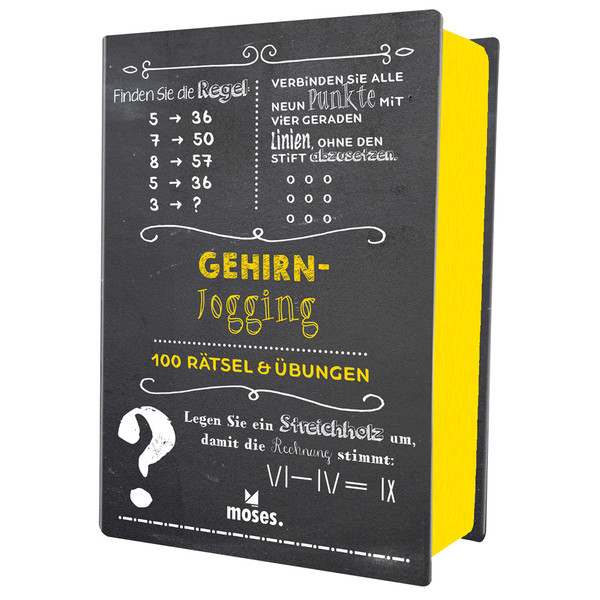 Finden Sie die Regel:
5 → 36
7 → 50
8 → 57
5 → 36
3 → ?
VERBINDEN SIE ALLE
NEUN Punkte MIT
VIER GERADEN
Linien, OHNE DEN
STIFT abzusetzen.
GEHIRN-
Jogging
100 RÄTSEL & ÜBUNGEN
Legen Sie ein Streichholz um,
damit die Rechnung stimmt:
VI–IV= IX
?
moses.